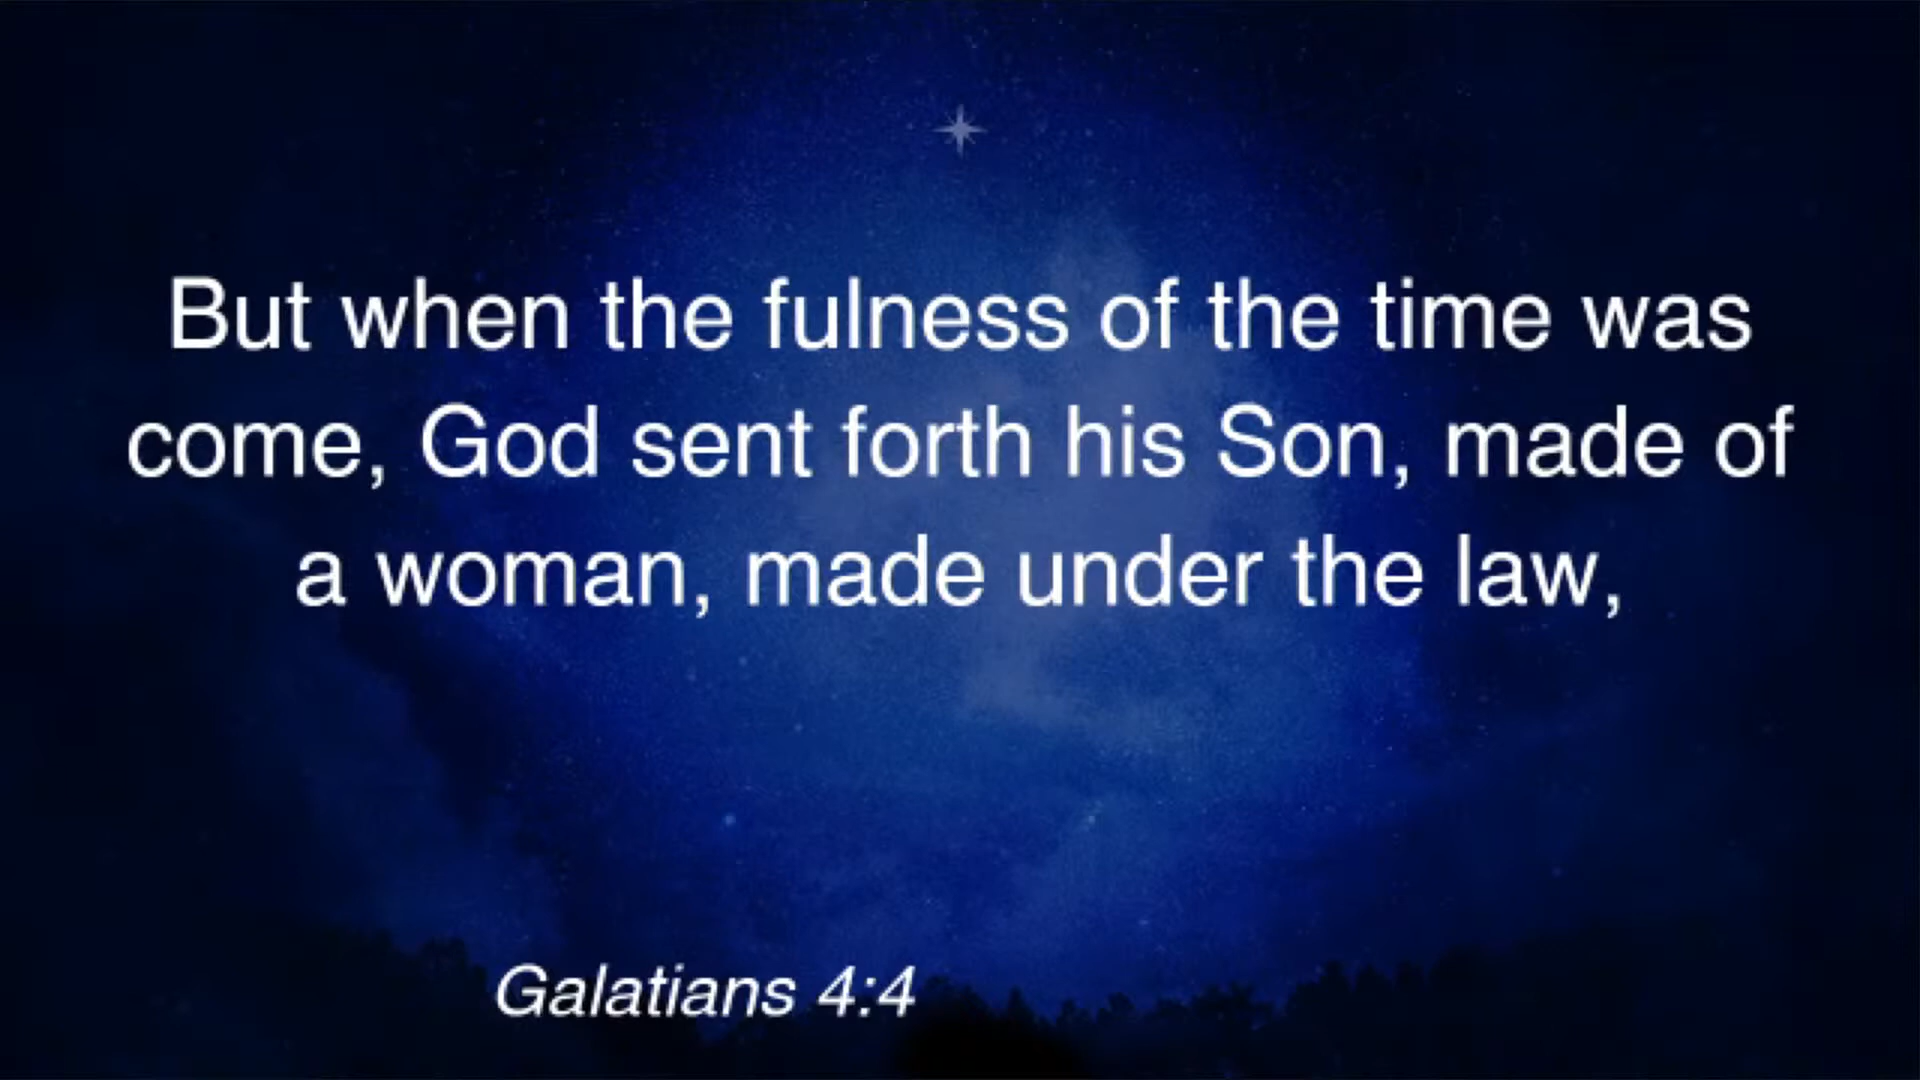 But when the fulness of the time was
come, God sent forth his Son, made of
a woman, made under the law,
Galatians 4:4